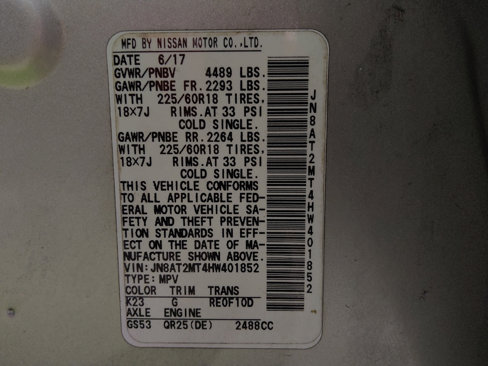 MFD BY NISSAN MOTOR CO.,LTD.
DATE 6/17
GVWR/PNBV 4489 LBS.
GAWR/PNBE FR. 2293 LBS.
WITH 225/60R18 TIRES,
18×7J RIMS.AT 33 PSI
COLD SINGLE.
GAWR/PNBE RR. 2264 LBS.
WITH 225/60R18 TIRES,
18×7J RIMS.AT 33 PSI
COLD SINGLE.
THIS VEHICLE CONFORMS
TO ALL APPLICABLE FED-
ERAL MOTOR VEHICLE SA-
FETY AND THEFT PREVEN-
TION STANDARDS IN EFF-
ECT ON THE DATE OF MA-
NUFACTURE SHOWN ABOVE.
VIN: JN8AT2MT4HW401852
TYPE: MPV
COLOR TRIM TRANS
K23 G RE0F10D
AXLE ENGINE
GS53 QR25(DE) 2488CC
JN8AT2MT4HW401852